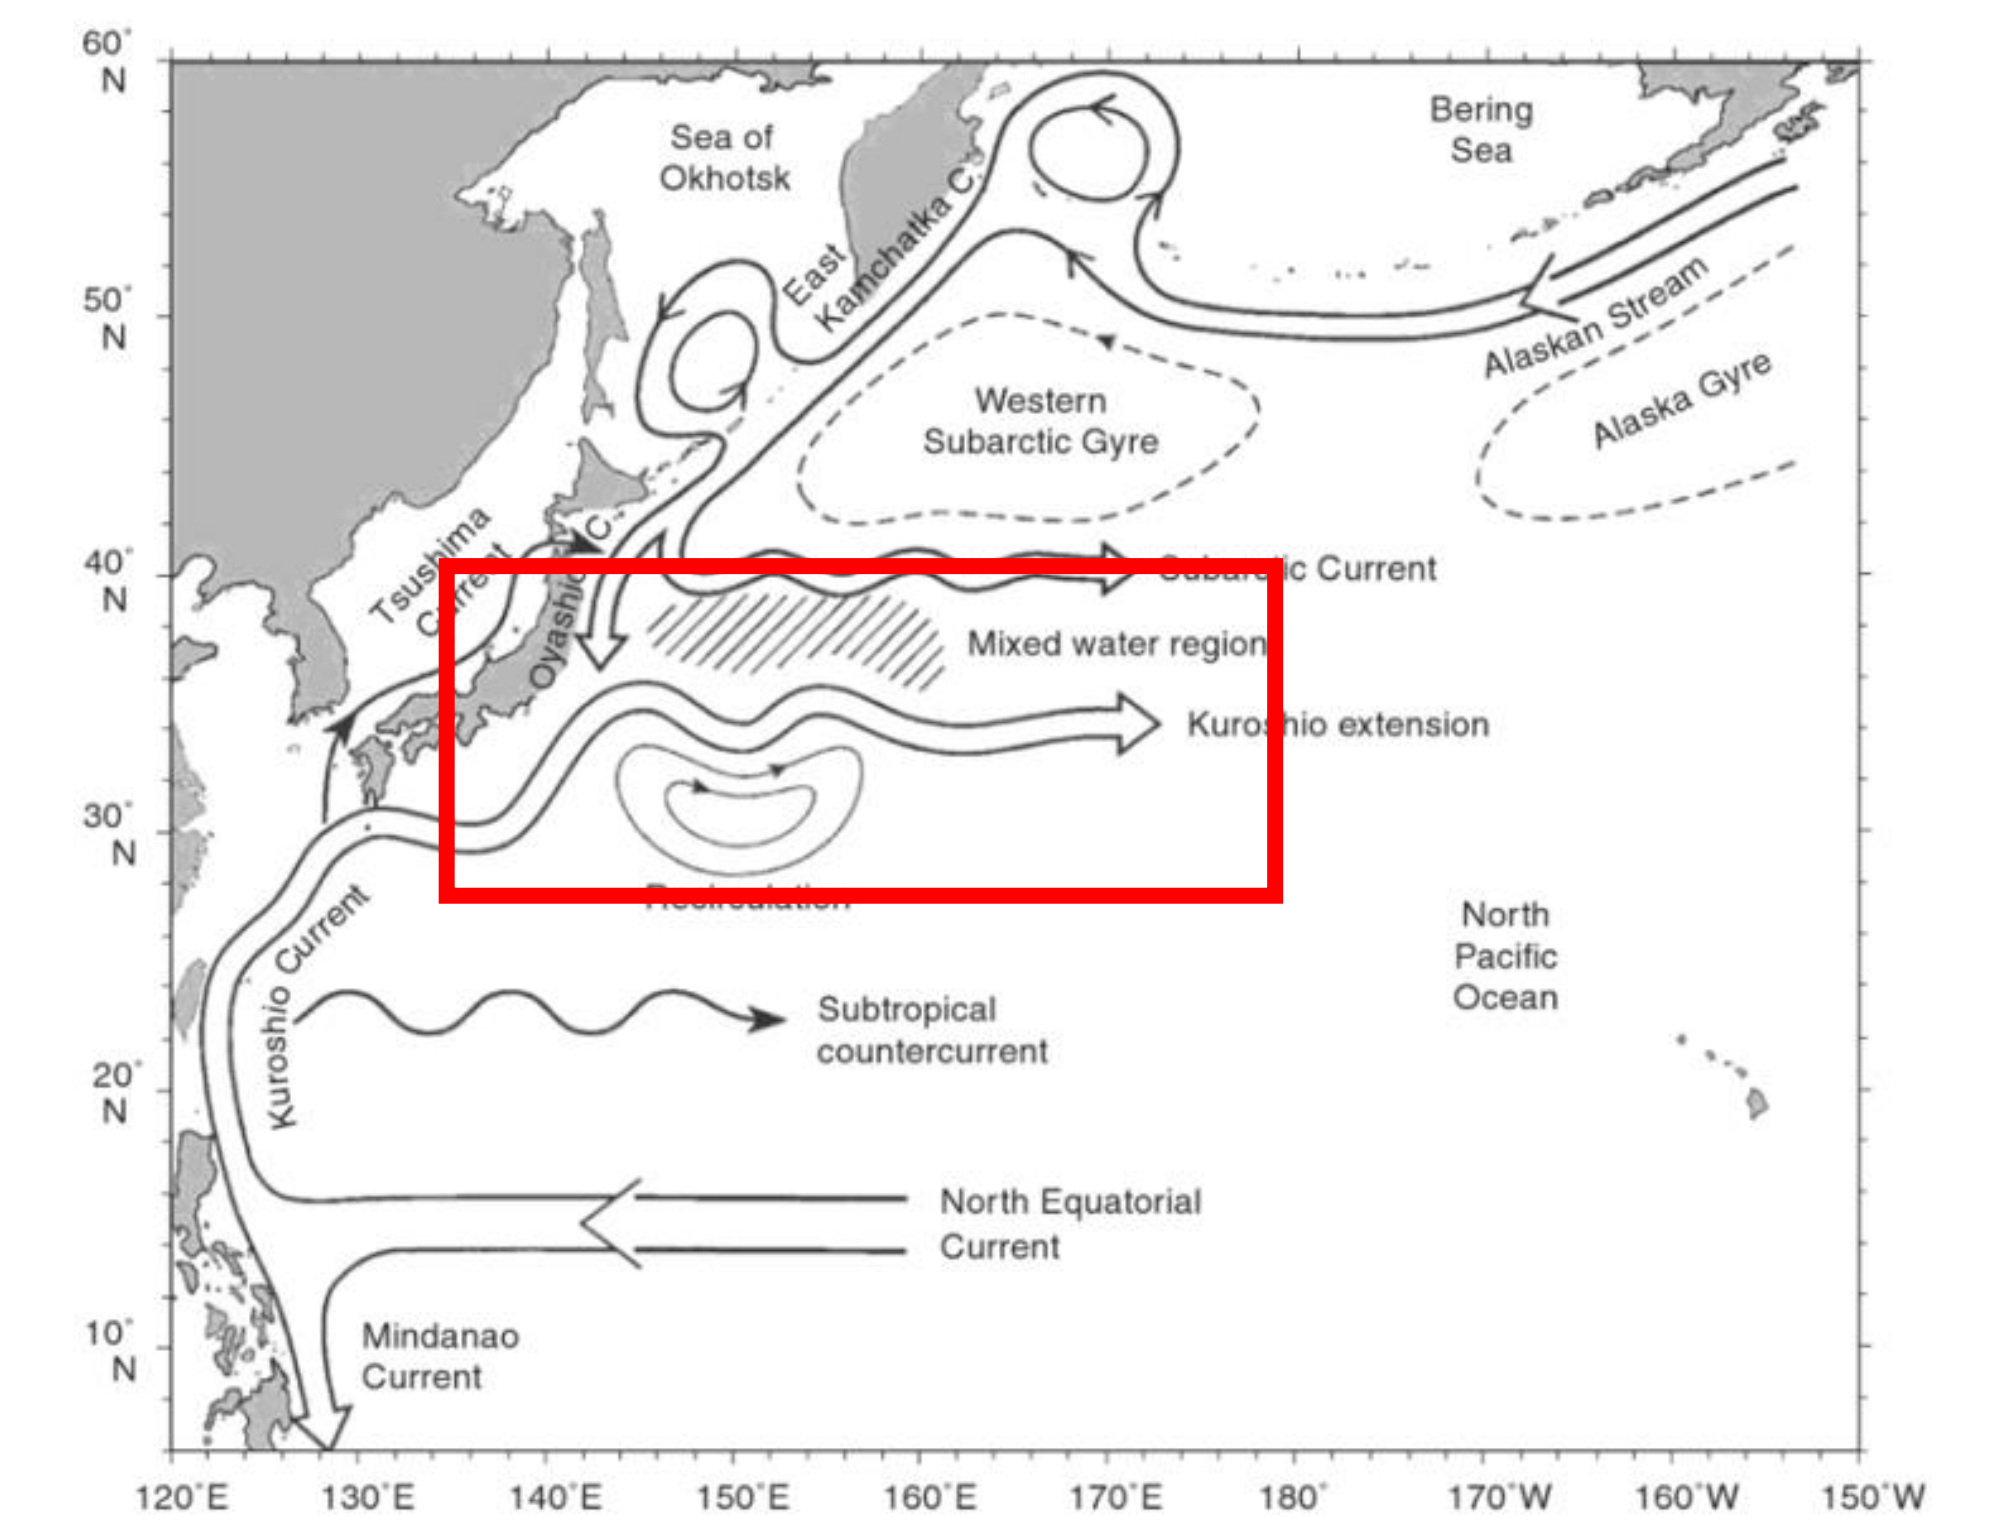 60°
N
Sea of
Okhotsk
Bering
Sea
East
Kamchatka C.
50°
N
Alaskan Stream
Alaska Gyre
Western
Subarctic Gyre
Tsushima
Current
Oyashio C.
40°
N
Subarctic Current
Mixed water region
Kuroshio extension
30°
N
Recirculation
Kuroshio Current
North
Pacific
Ocean
Subtropical
countercurrent
20°
N
North Equatorial
Current
10°
N
Mindanao
Current
120°E 130°E 140°E 150°E 160°E 170°E 180° 170°W 160°W 150°W